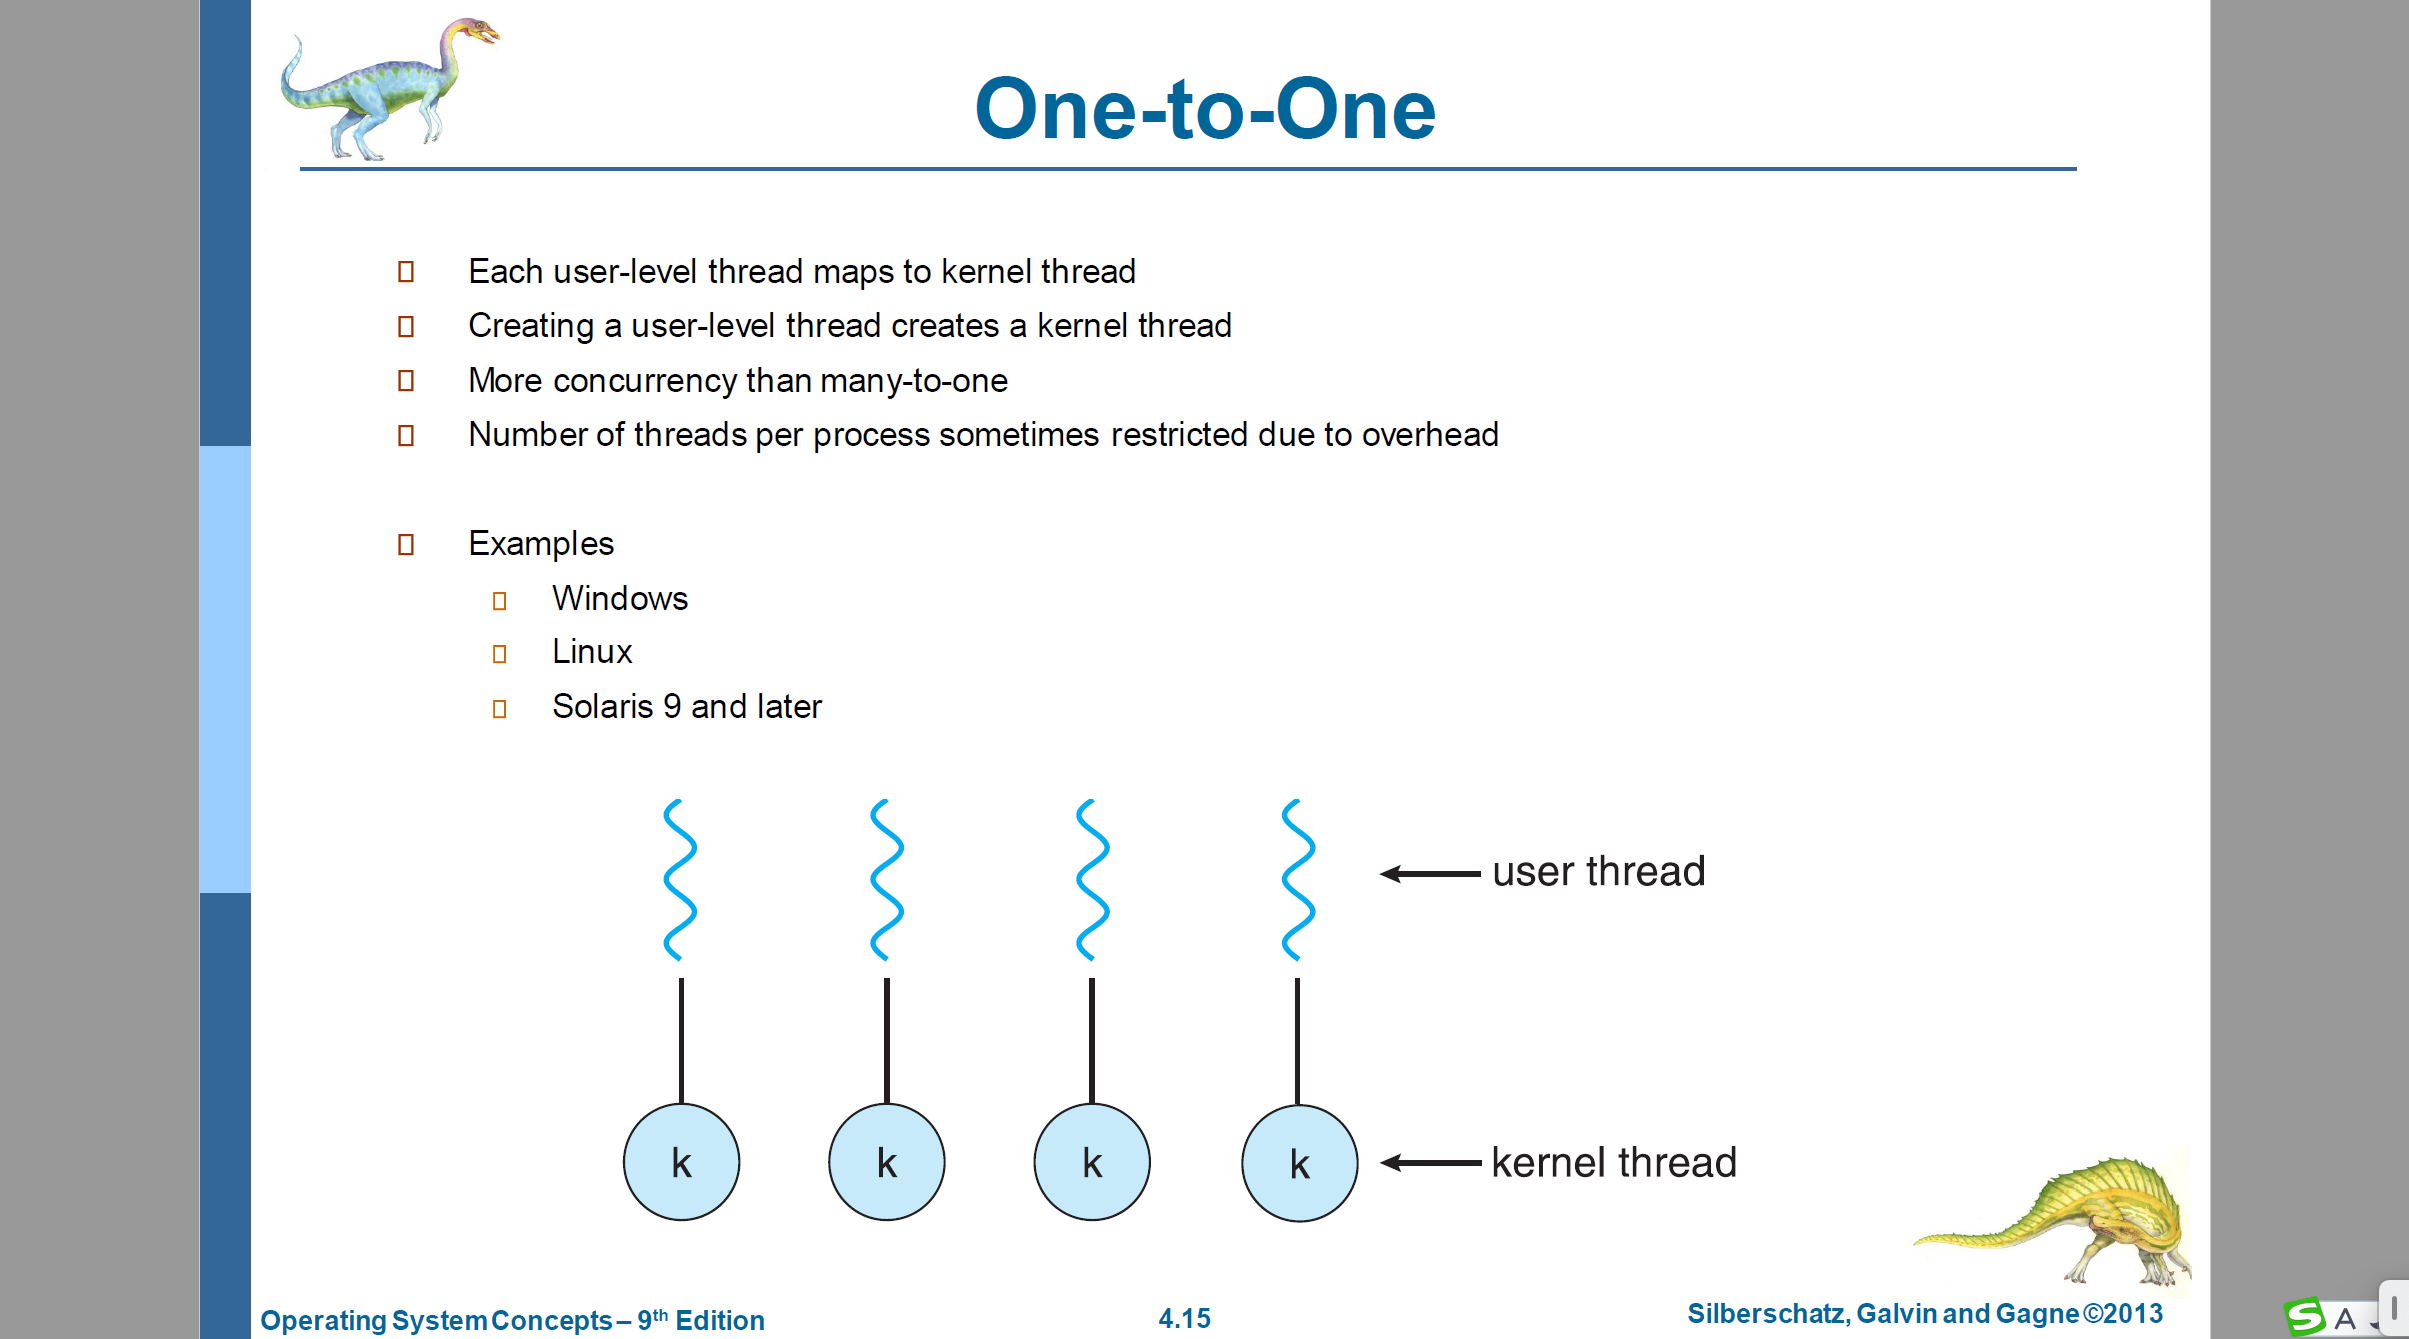 One-to-One
Each user-level thread maps to kernel thread
Creating a user-level thread creates a kernel thread
More concurrency than many-to-one
Number of threads per process sometimes restricted due to overhead
Examples
Windows
Linux
Solaris 9 and later
user thread
k k k k
kernel thread
Operating System Concepts – 9th Edition
4.15
Silberschatz, Galvin and Gagne ©2013
S A